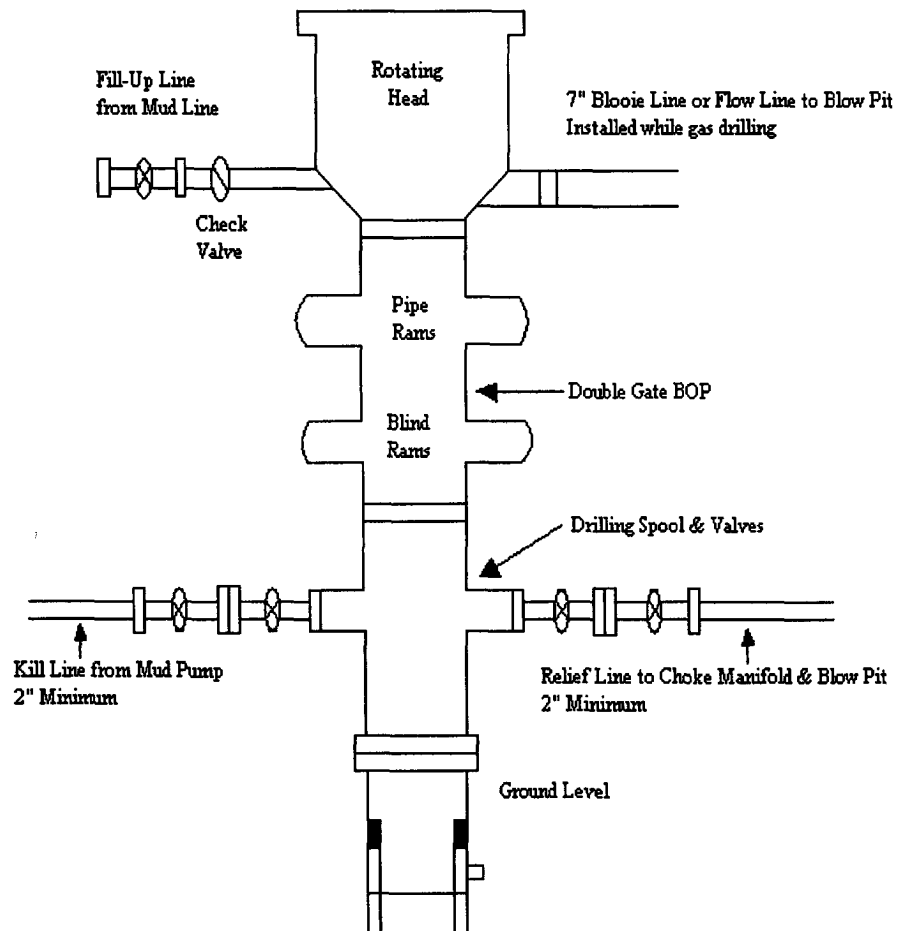 Rotating
Head
Fill-Up Line
from Mud Line
7" Blooie Line or Flow Line to Blow Pit
Installed while gas drilling
Check
Valve
Pipe
Rams
Double Gate BOP
Blind
Rams
Drilling Spool & Valves
Kill Line from Mud Pump
2" Minimum
Relief Line to Choke Manifold & Blow Pit
2" Minimum
Ground Level